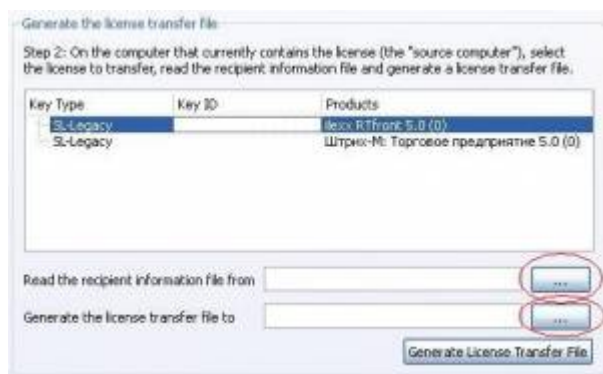 Generate the license transfer file
Step 2: On the computer that currently contains the license (the "source computer"), select
the license to transfer, read the recipient information file and generate a license transfer file.
Key Type Key ID Products
SL-Legacy ilexx RTfront 5.0 (0)
SL-Legacy Штрих-М: Торговое предприятие 5.0 (0)
Read the recipient information file from ...
Generate the license transfer file to ...
Generate License Transfer File